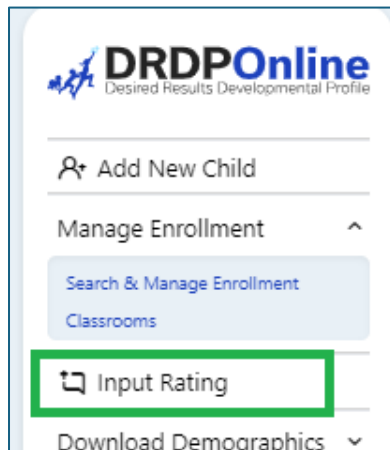 DRDPOnline
Desired Results Developmental Profile
Add New Child
Manage Enrollment
Search & Manage Enrollment
Classrooms
Input Rating
Download Demographics